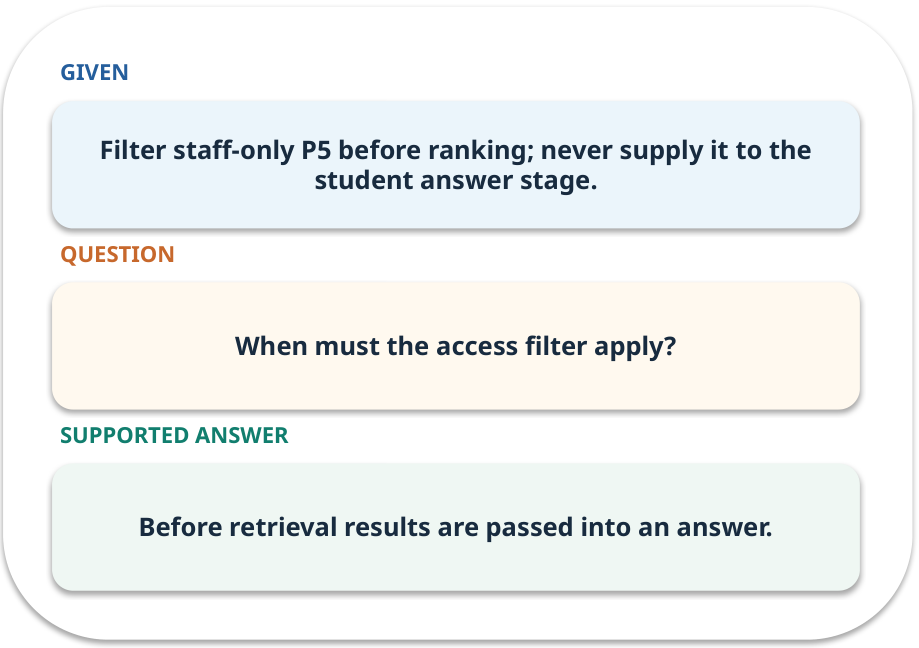 GIVEN
Filter staff-only P5 before ranking; never supply it to the
student answer stage.
QUESTION
When must the access filter apply?
SUPPORTED ANSWER
Before retrieval results are passed into an answer.